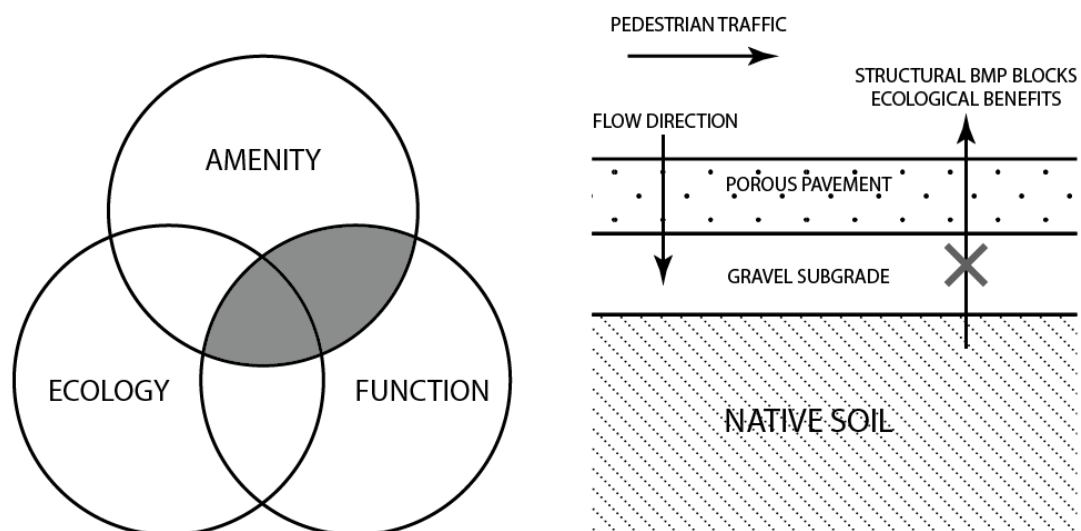 AMENITY
ECOLOGY
FUNCTION
PEDESTRIAN TRAFFIC
STRUCTURAL BMP BLOCKS
ECOLOGICAL BENEFITS
FLOW DIRECTION
POROUS PAVEMENT
GRAVEL SUBGRADE
NATIVE SOIL